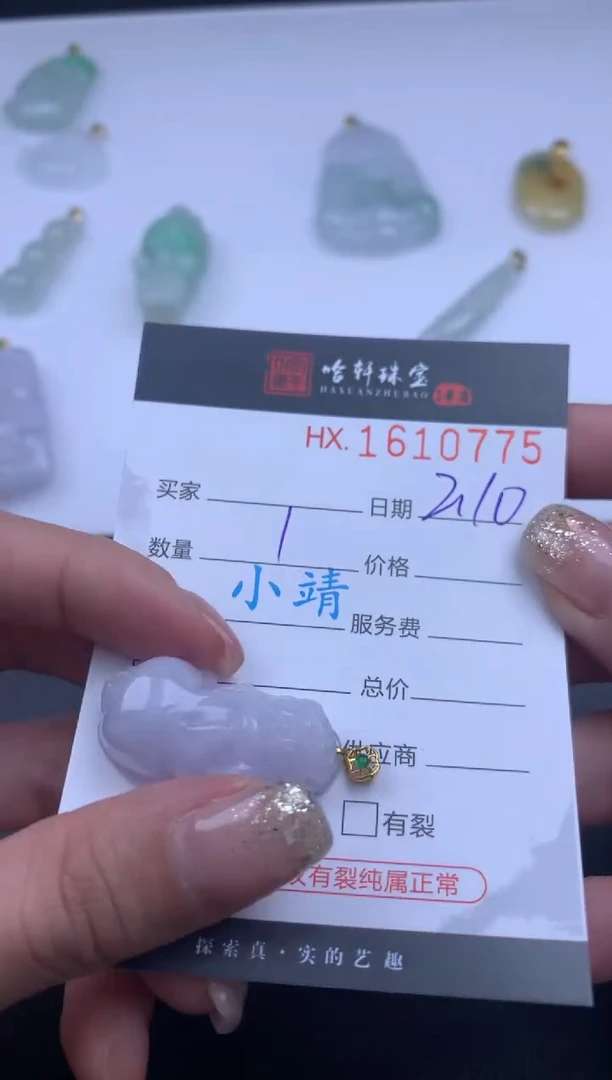 哈轩珠宝
HAXUANZHUBAO
HX.1610775
买家
日期 2/10
数量 1
价格
小靖
服务费
总价
供应商
有裂
有裂纯属正常
探索真·实的艺趣